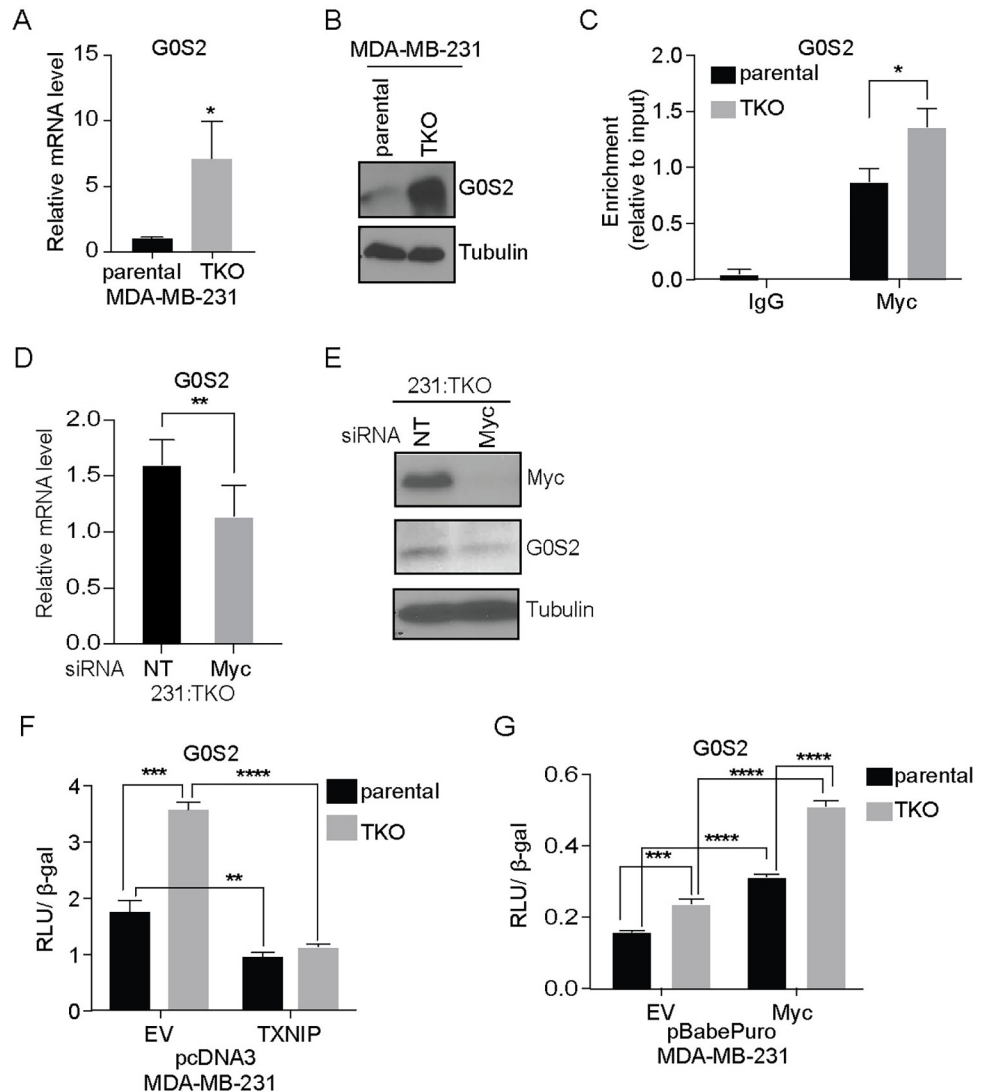 A
G0S2
Relative mRNA level
15
10
5
0
*
parental TKO
MDA-MB-231
B
MDA-MB-231
parental
TKO
G0S2
Tubulin
C
G0S2
parental
TKO
Enrichment
(relative to input)
2.0
1.5
1.0
0.5
0.0
*
IgG Myc
D
G0S2
**
Relative mRNA level
2.0
1.5
1.0
0.5
0.0
siRNA NT Myc
231:TKO
E
231:TKO
siRNA NT Myc
Myc
G0S2
Tubulin
F
G0S2
*** ****
**
parental
TKO
RLU/ β-gal
4
3
2
1
0
EV TXNIP
pcDNA3
MDA-MB-231
G
G0S2
**** ****
*** ****
parental
TKO
RLU/ β-gal
0.6
0.4
0.2
0.0
EV Myc
pBabePuro
MDA-MB-231